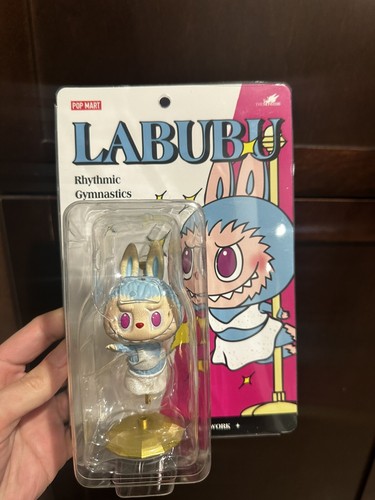 POP MART
LABUBU
Rhythmic
Gymnastics
WORK